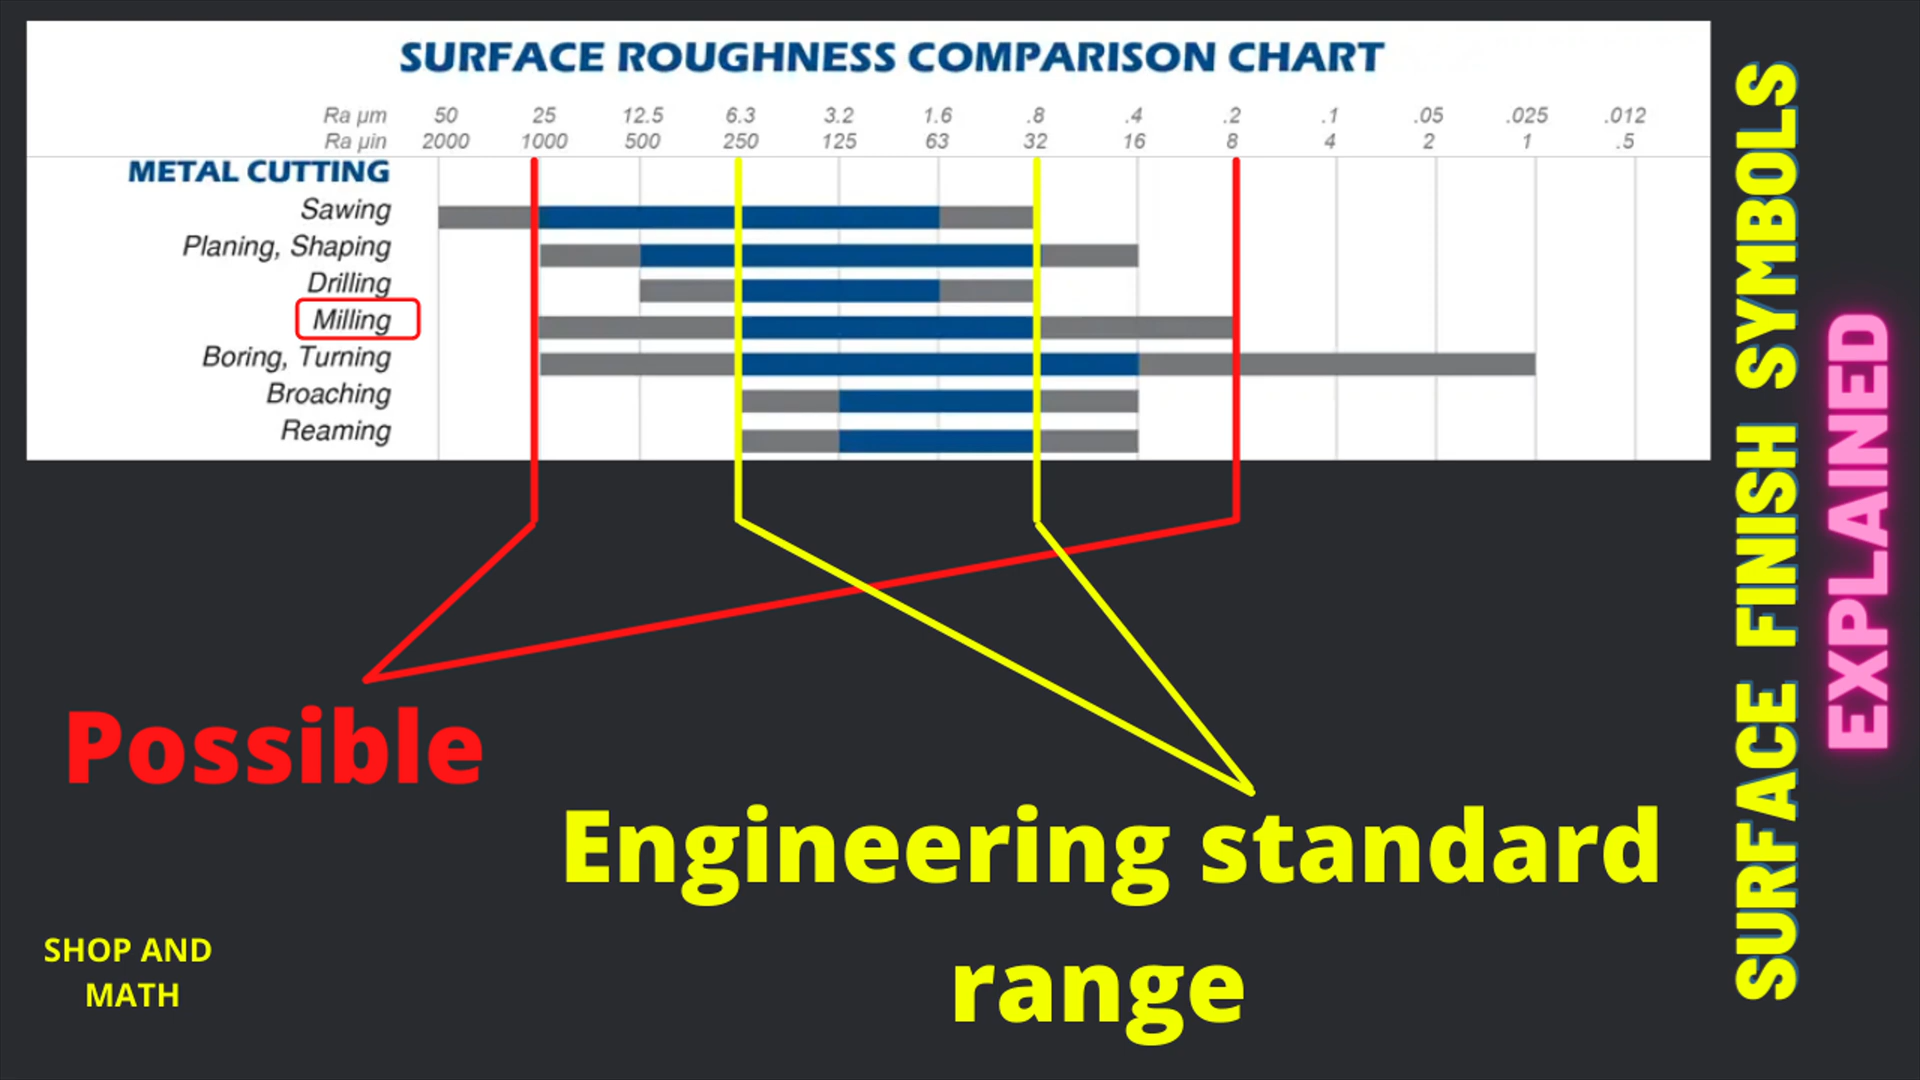 SURFACE ROUGHNESS COMPARISON CHART
Ra µm 50 25 12.5 6.3 3.2 1.6 .8 .4 .2 .1 .05 .025 .012
Ra µin 2000 1000 500 250 125 63 32 16 8 4 2 1 .5
METAL CUTTING
Sawing
Planing, Shaping
Drilling
Milling
Boring, Turning
Broaching
Reaming
Possible
Engineering standard
range
SHOP AND
MATH
SURFACE FINISH SYMBOLS
EXPLAINED